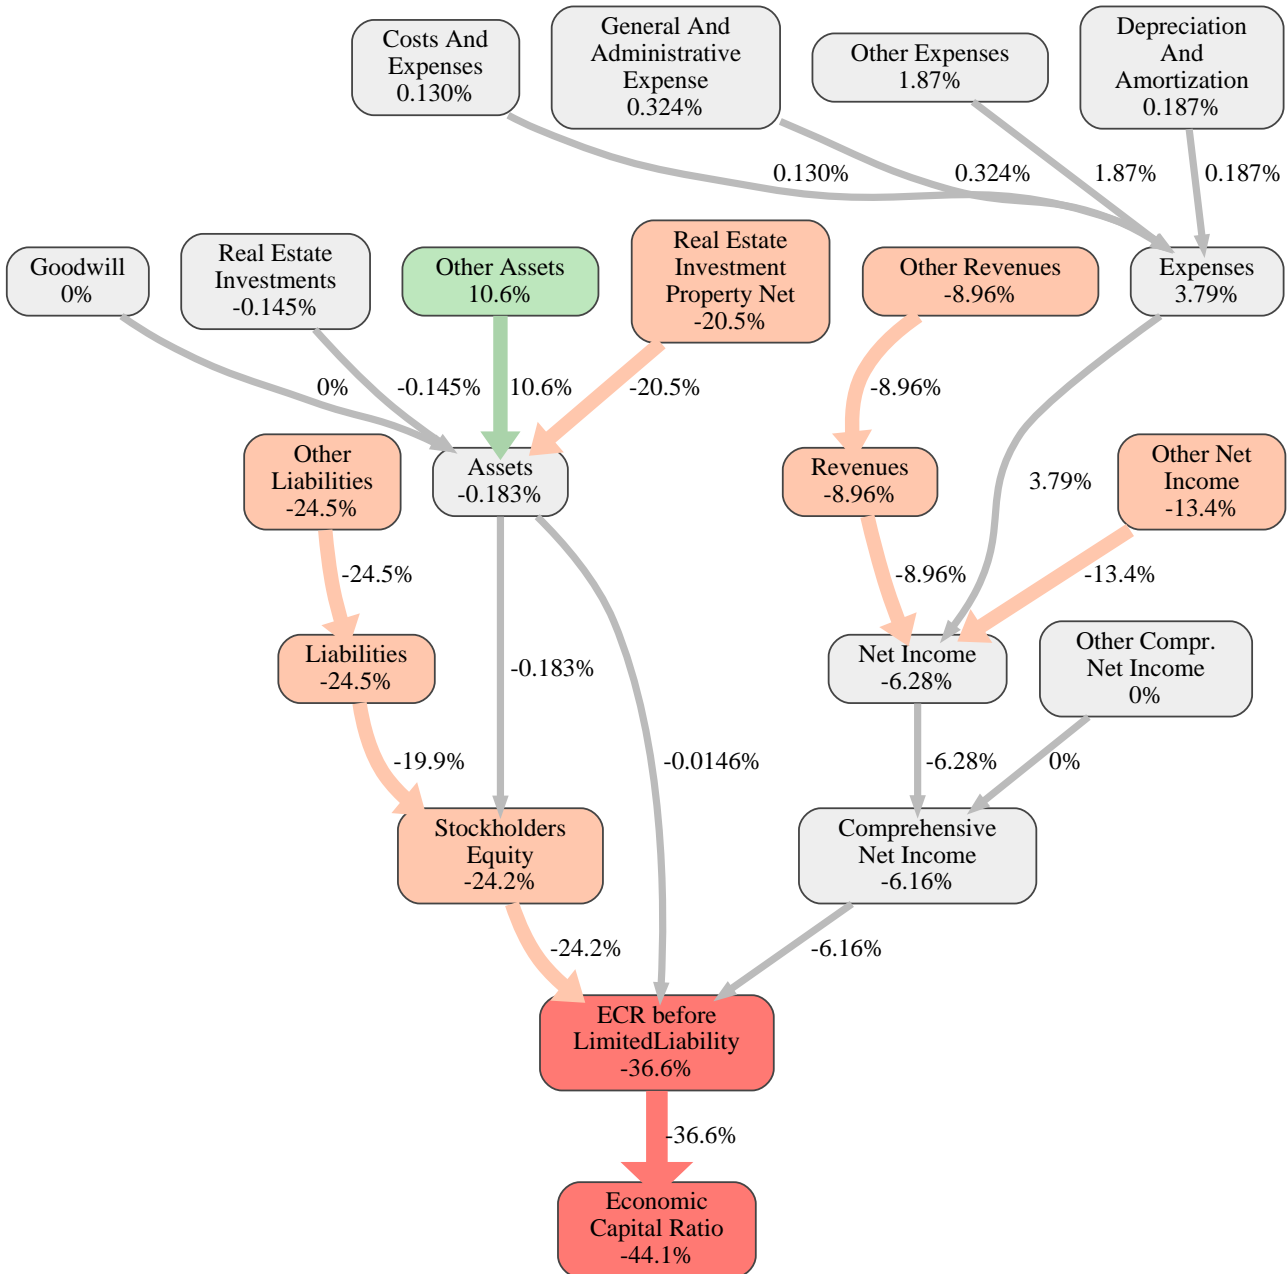 Costs And
Expenses
0.130%
General And
Administrative
Expense
0.324%
Other Expenses
1.87%
Depreciation
And
Amortization
0.187%
0.130%
0.324%
1.87%
0.187%
Goodwill
0%
Real Estate
Investments
-0.145%
Other Assets
10.6%
Real Estate
Investment
Property Net
-20.5%
Other Revenues
-8.96%
Expenses
3.79%
0%
-0.145%
10.6%
-20.5%
-8.96%
Other
Liabilities
-24.5%
Assets
-0.183%
Revenues
-8.96%
3.79%
Other Net
Income
-13.4%
-24.5%
-8.96%
-13.4%
Liabilities
-24.5%
-0.183%
Net Income
-6.28%
Other Compr.
Net Income
0%
-19.9%
-0.0146%
-6.28%
0%
Stockholders
Equity
-24.2%
Comprehensive
Net Income
-6.16%
-24.2%
-6.16%
ECR before
LimitedLiability
-36.6%
-36.6%
Economic
Capital Ratio
-44.1%